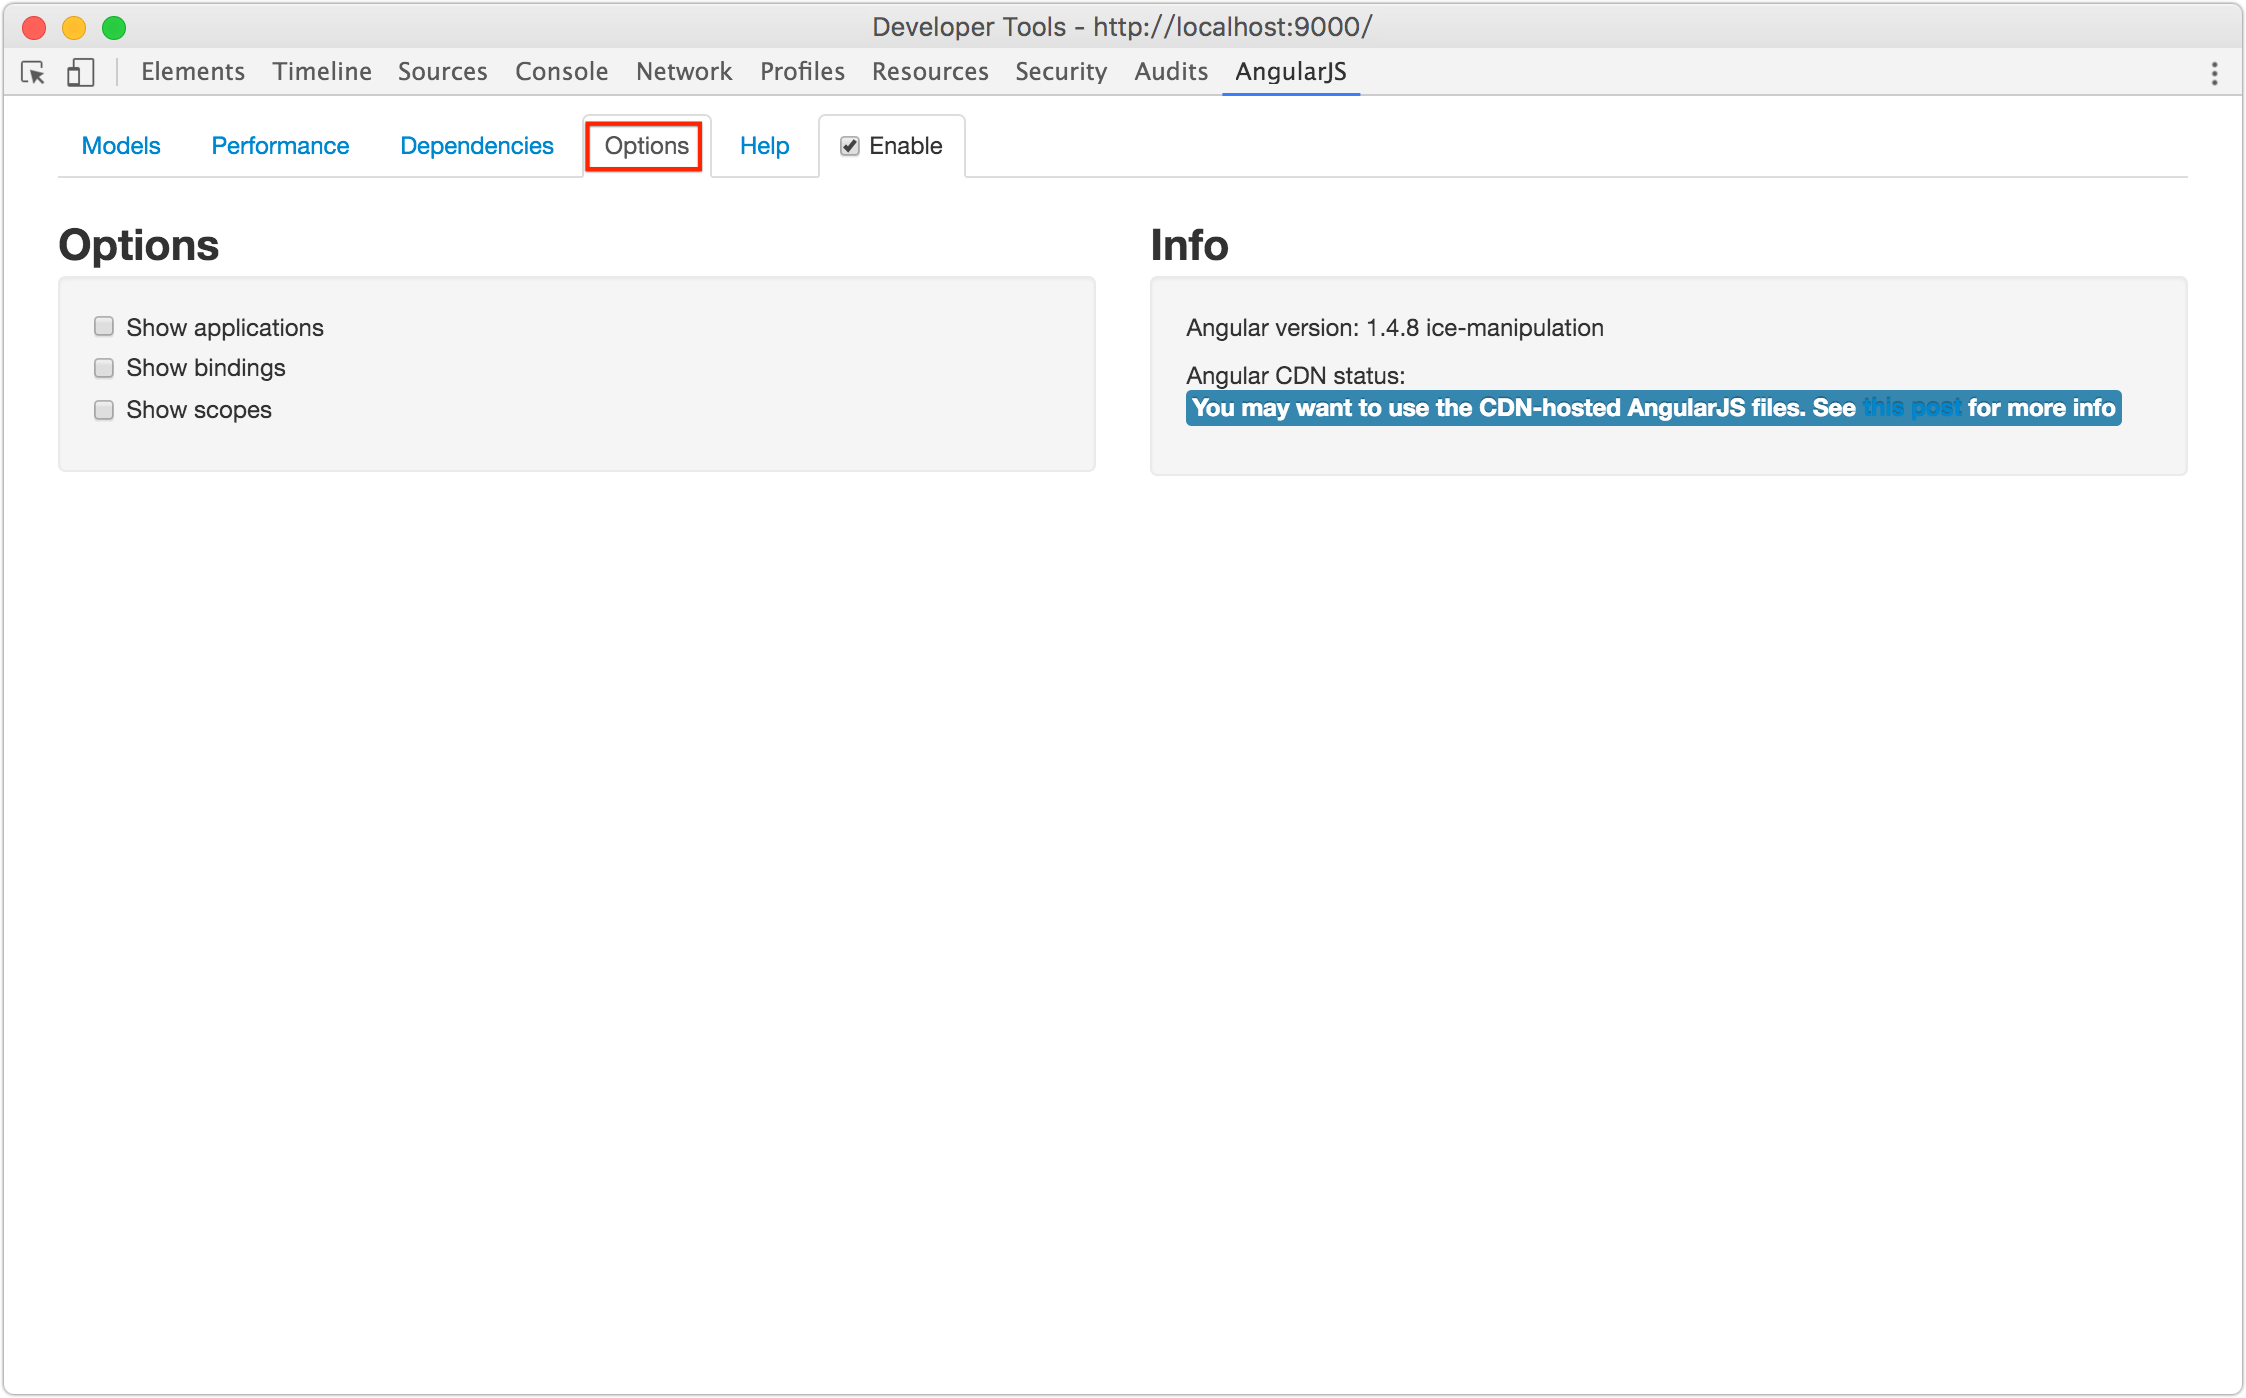 Developer Tools - http://localhost:9000/
Elements Timeline Sources Console Network Profiles Resources Security Audits AngularJS
Models Performance Dependencies Options Help Enable
Options
Show applications
Show bindings
Show scopes
Info
Angular version: 1.4.8 ice-manipulation
Angular CDN status:
You may want to use the CDN-hosted AngularJS files. See this post for more info